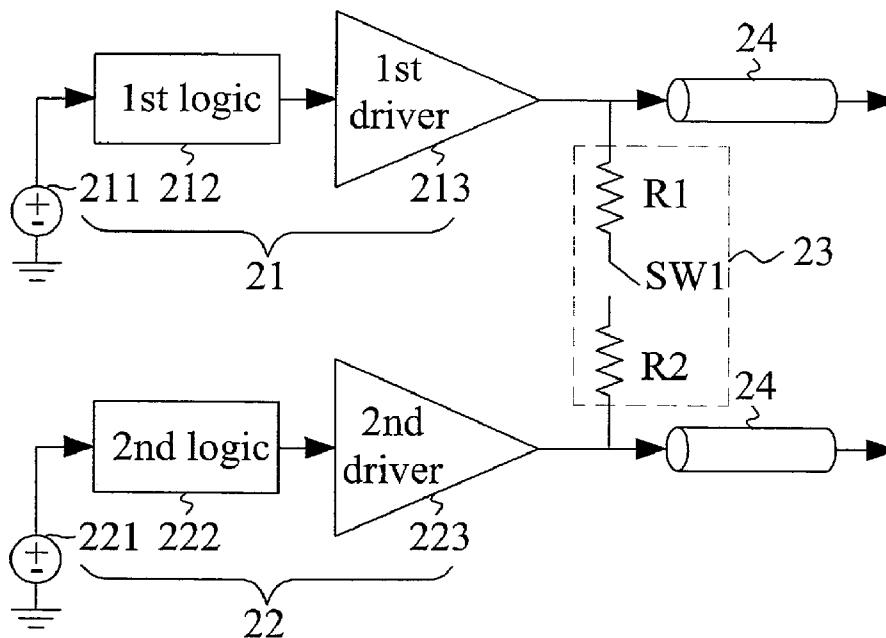 24
1st logic
1st
driver
211
212
213
R1
23
21
SW1
R2
24
2nd logic
2nd
driver
221
222
223
22